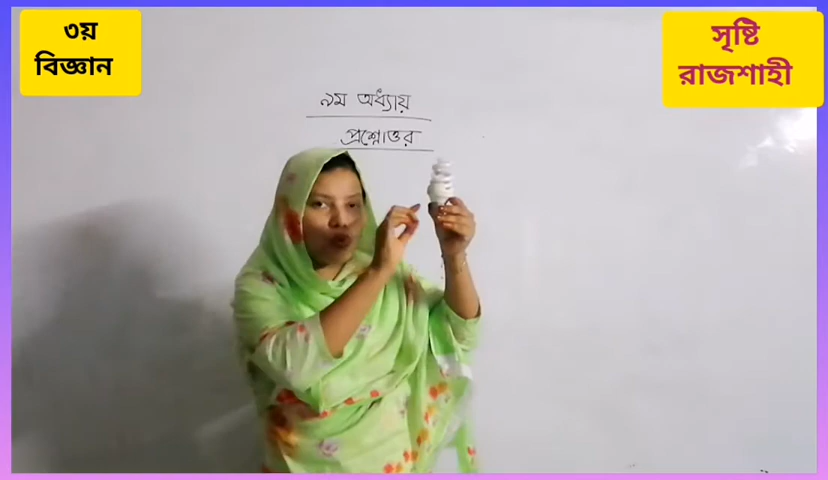 ৩য়
বিজ্ঞান
সৃষ্টি
রাজশাহী
৯ম অধ্যায়
প্রশ্নোত্তর